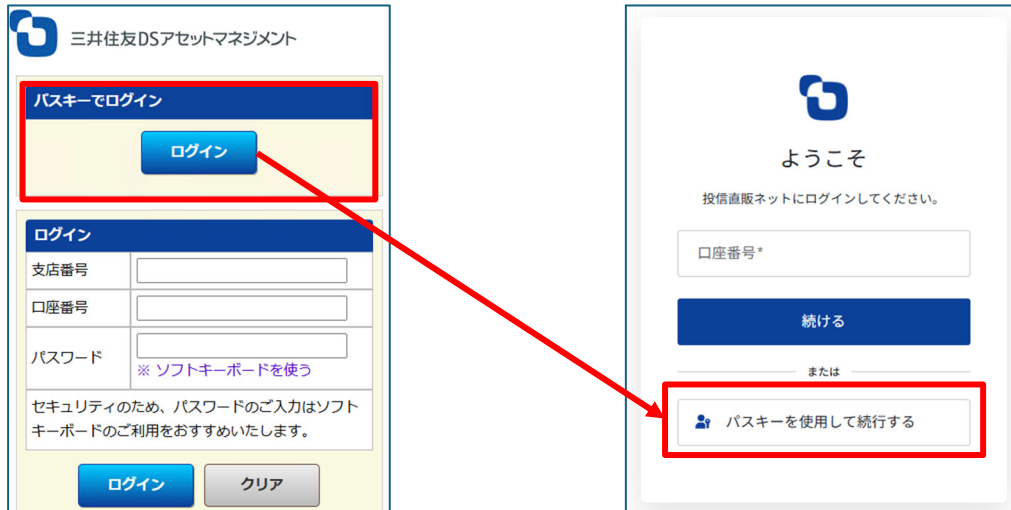 三井住友DSアセットマネジメント
パスキーでログイン
ログイン
ログイン
支店番号
口座番号
パスワード
※ ソフトキーボードを使う
セキュリティのため、パスワードのご入力はソフト
キーボードのご利用をおすすめいたします。
ログイン
クリア
ようこそ
投信直販ネットにログインしてください。
口座番号*
続ける
または
パスキーを使用して続行する